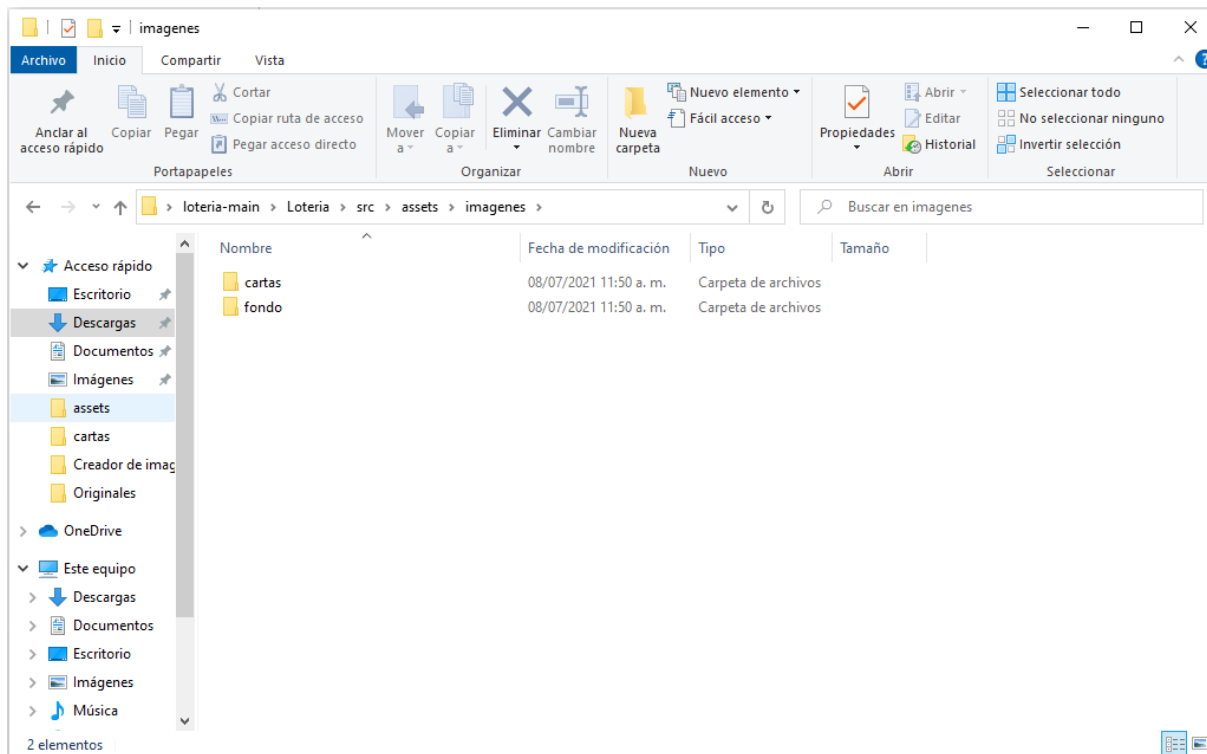 imagenes
Archivo Inicio Compartir Vista
Anclar al acceso rápido
Copiar
Pegar
Cortar
Copiar ruta de acceso
Pegar acceso directo
Portapapeles
Mover a
Copiar a
Eliminar
Cambiar nombre
Organizar
Nueva carpeta
Nuevo elemento
Fácil acceso
Nuevo
Propiedades
Abrir
Editar
Historial
Abrir
Seleccionar todo
No seleccionar ninguno
Invertir selección
Seleccionar
loteria-main > Loteria > src > assets > imagenes >
Buscar en imagenes
Nombre Fecha de modificación Tipo Tamaño
cartas 08/07/2021 11:50 a. m. Carpeta de archivos
fondo 08/07/2021 11:50 a. m. Carpeta de archivos
Acceso rápido
Escritorio
Descargas
Documentos
Imágenes
assets
cartas
Creador de imag
Originales
OneDrive
Este equipo
Descargas
Documentos
Escritorio
Imágenes
Música
2 elementos